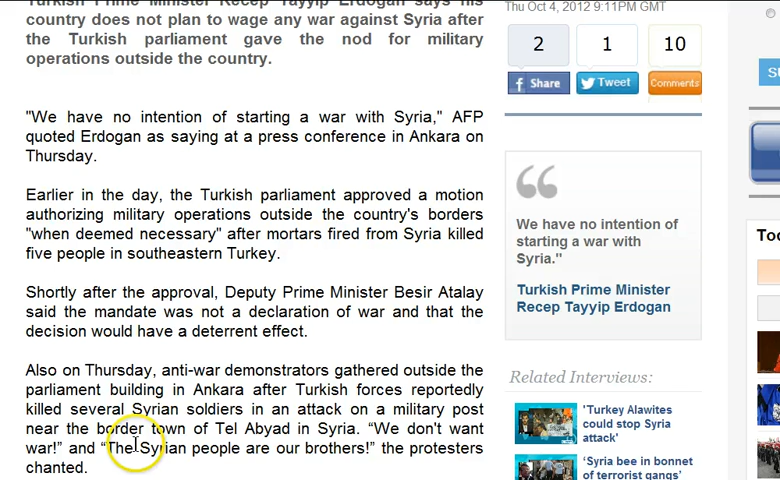 Turkish Prime Minister Recep Tayyip Erdogan says his
country does not plan to wage any war against Syria after
the Turkish parliament gave the nod for military
operations outside the country.
"We have no intention of starting a war with Syria," AFP
quoted Erdogan as saying at a press conference in Ankara on
Thursday.
Earlier in the day, the Turkish parliament approved a motion
authorizing military operations outside the country's borders
"when deemed necessary" after mortars fired from Syria killed
five people in southeastern Turkey.
Shortly after the approval, Deputy Prime Minister Besir Atalay
said the mandate was not a declaration of war and that the
decision would have a deterrent effect.
Also on Thursday, anti-war demonstrators gathered outside the
parliament building in Ankara after Turkish forces reportedly
killed several Syrian soldiers in an attack on a military post
near the border town of Tel Abyad in Syria. “We don't want
war!” and “The Syrian people are our brothers!” the protesters
chanted.
Thu Oct 4, 2012 9:11PM GMT
2 1 10
Share Tweet Comments
We have no intention of
starting a war with
Syria."
Turkish Prime Minister
Recep Tayyip Erdogan
Related Interviews:
‘Turkey Alawites
could stop Syria
attack’
‘Syria bee in bonnet
of terrorist gangs’